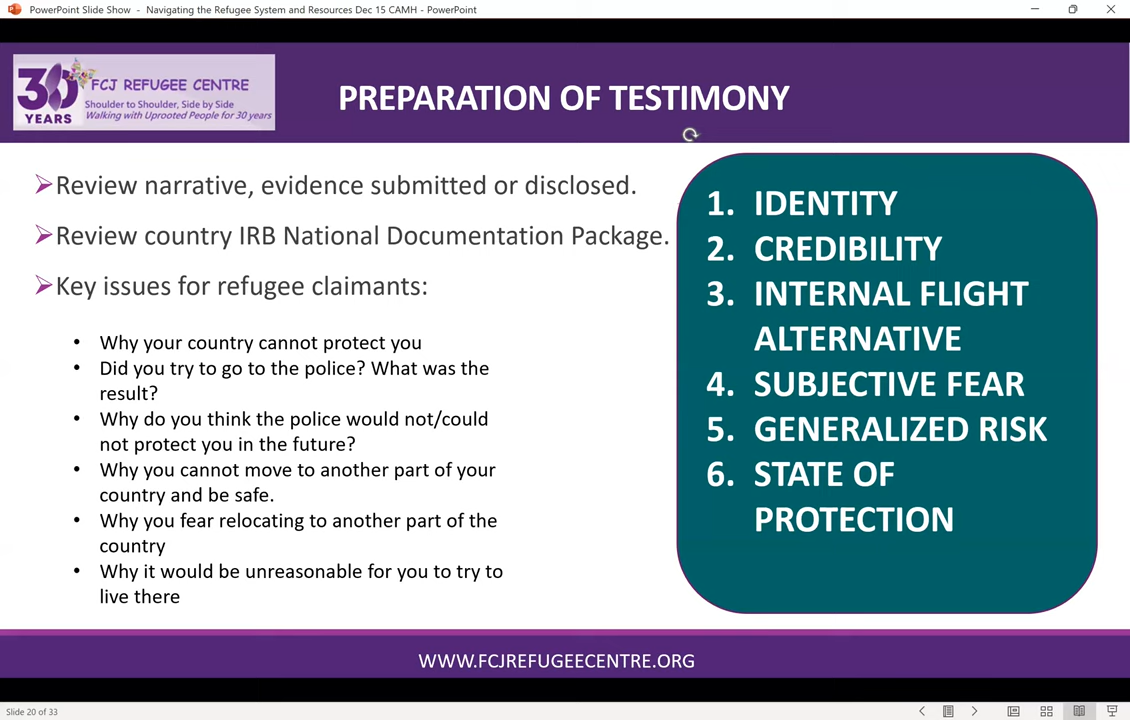 PowerPoint Slide Show - Navigating the Refugee System and Resources Dec 15 CAMH - PowerPoint
30
YEARS
FCJ REFUGEE CENTRE
Shoulder to Shoulder, Side by Side
Walking with Uprooted People for 30 years
PREPARATION OF TESTIMONY
Review narrative, evidence submitted or disclosed.
Review country IRB National Documentation Package.
Key issues for refugee claimants:
• Why your country cannot protect you
• Did you try to go to the police? What was the
result?
• Why do you think the police would not/could
not protect you in the future?
• Why you cannot move to another part of your
country and be safe.
• Why you fear relocating to another part of the
country
• Why it would be unreasonable for you to try to
live there
1. IDENTITY
2. CREDIBILITY
3. INTERNAL FLIGHT
ALTERNATIVE
4. SUBJECTIVE FEAR
5. GENERALIZED RISK
6. STATE OF
PROTECTION
WWW.FCJREFUGEECENTRE.ORG
Slide 20 of 33